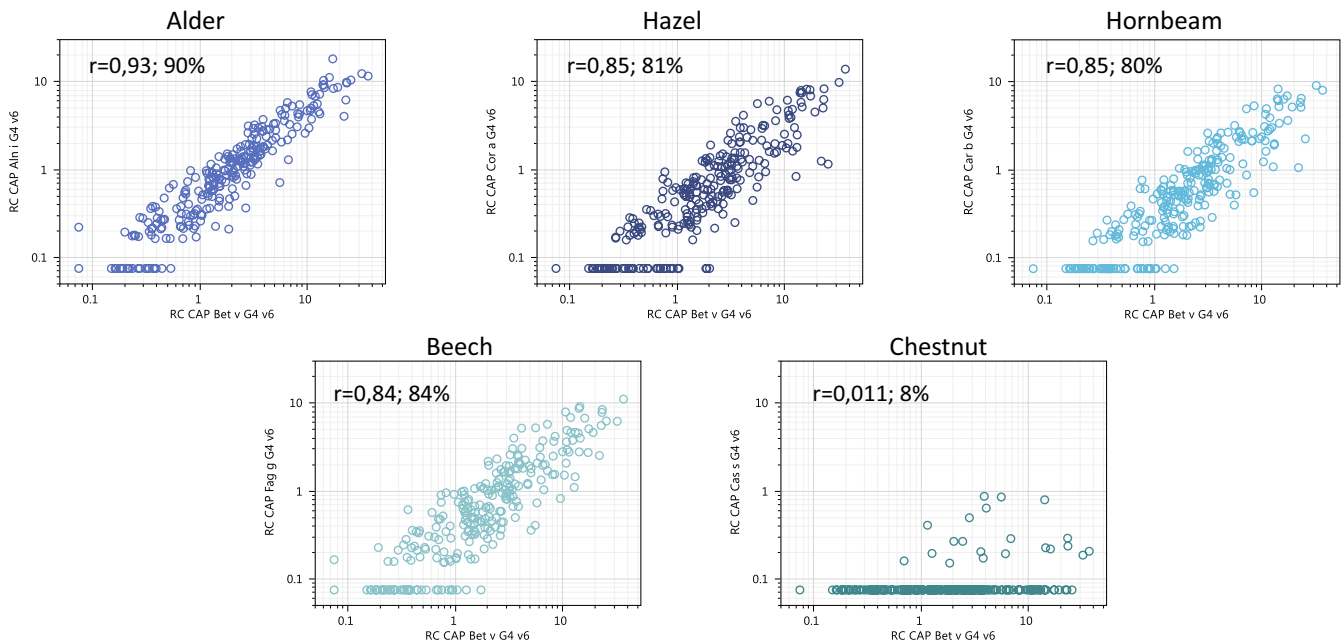 Alder
r=0,93; 90%
RC CAP Aln i G4 v6
10
1
0.1
0.1
1
10
RC CAP Bet v G4 v6
Hazel
r=0,85; 81%
RC CAP Cor a G4 v6
10
1
0.1
0.1
1
10
RC CAP Bet v G4 v6
Hornbeam
r=0,85; 80%
RC CAP Car b G4 v6
10
1
0.1
0.1
1
10
RC CAP Bet v G4 v6
Beech
r=0,84; 84%
RC CAP Fag g G4 v6
10
1
0.1
0.1
1
10
RC CAP Bet v G4 v6
Chestnut
r=0,011; 8%
RC CAP Cas s G4 v6
10
1
0.1
0.1
1
10
RC CAP Bet v G4 v6